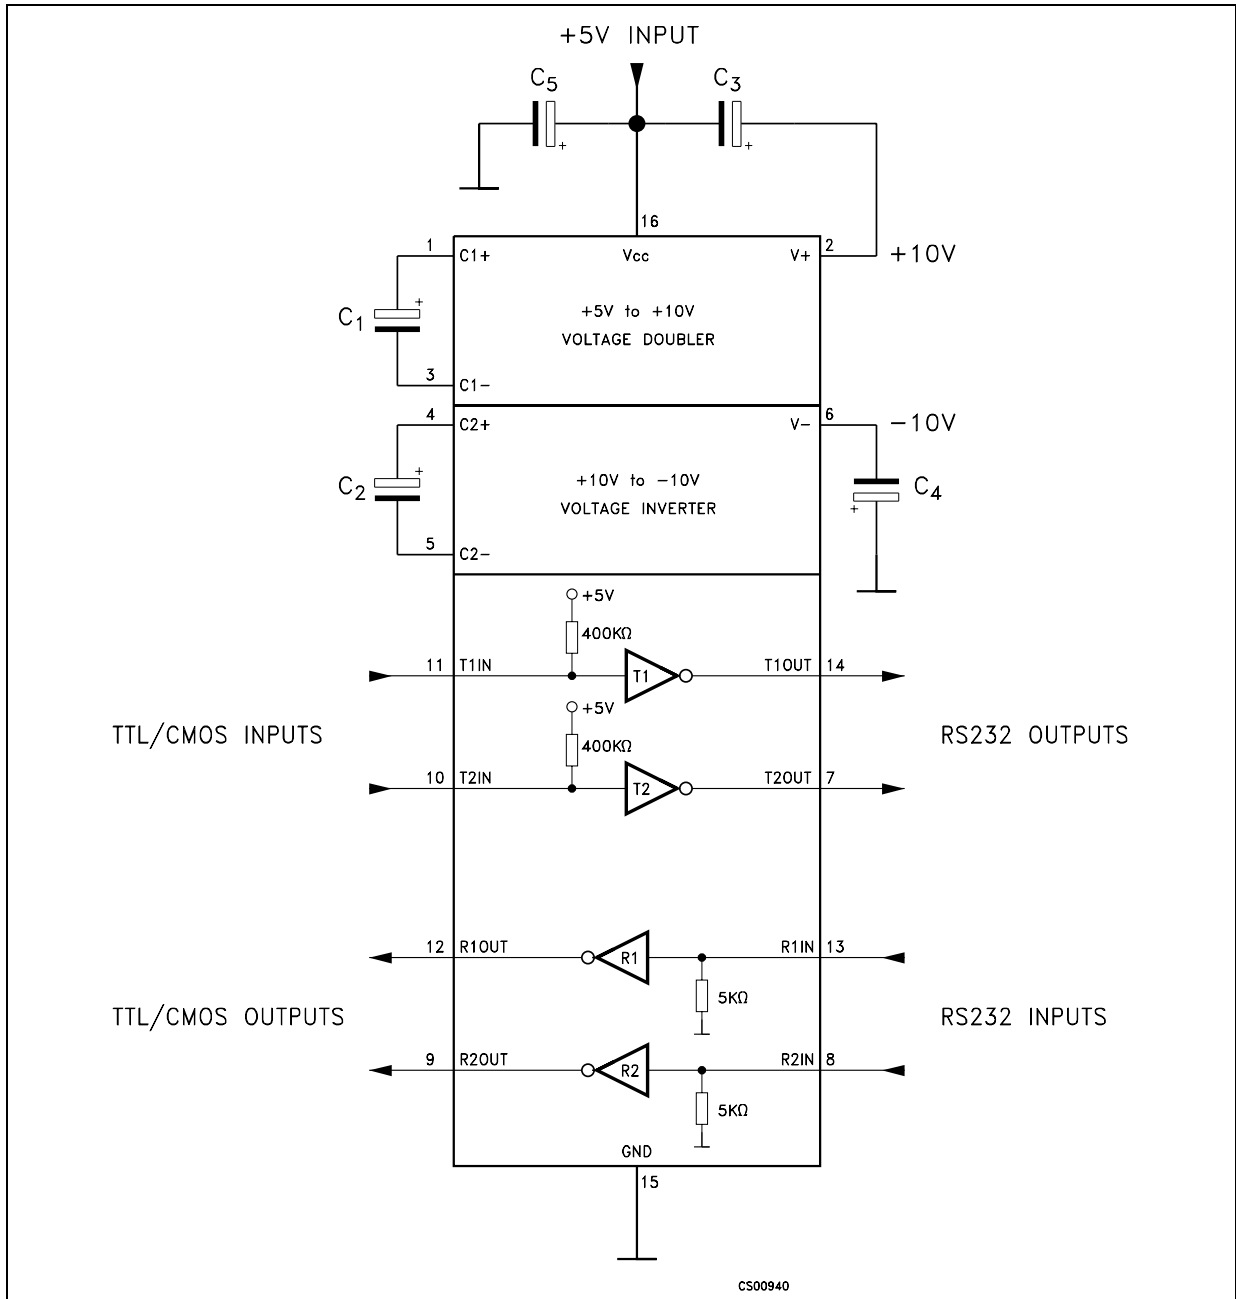 +5V INPUT
C5 C3
+ +
16
1 C1+ Vcc V+ 2 +10V
+
C1
+5V to +10V
VOLTAGE DOUBLER
3 C1-
4 C2+ V- 6 -10V
+
C2 C4
+
+10V to -10V
VOLTAGE INVERTER
5 C2-
+5V
400KΩ
11 T1IN T1 T1OUT 14
+5V
TTL/CMOS INPUTS RS232 OUTPUTS
400KΩ
10 T2IN T2 T2OUT 7
12 R1OUT R1 R1IN 13
5KΩ
TTL/CMOS OUTPUTS RS232 INPUTS
9 R2OUT R2 R2IN 8
5KΩ
GND
15
CS00940